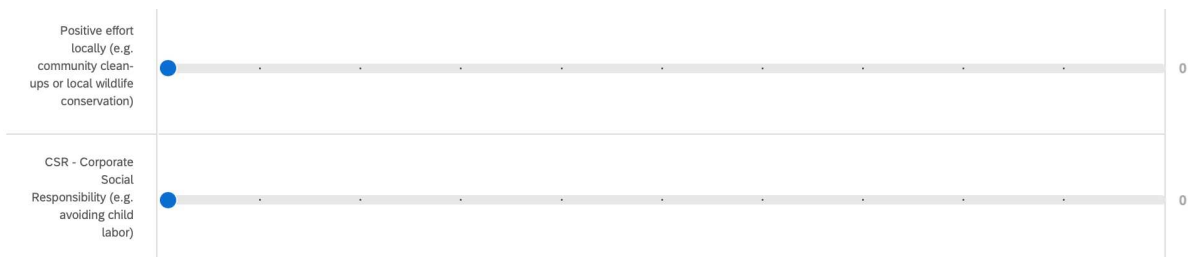 Positive effort
locally (e.g.
community clean-
ups or local wildlife
conservation)
0
CSR - Corporate
Social
Responsibility (e.g.
avoiding child
labor)
0